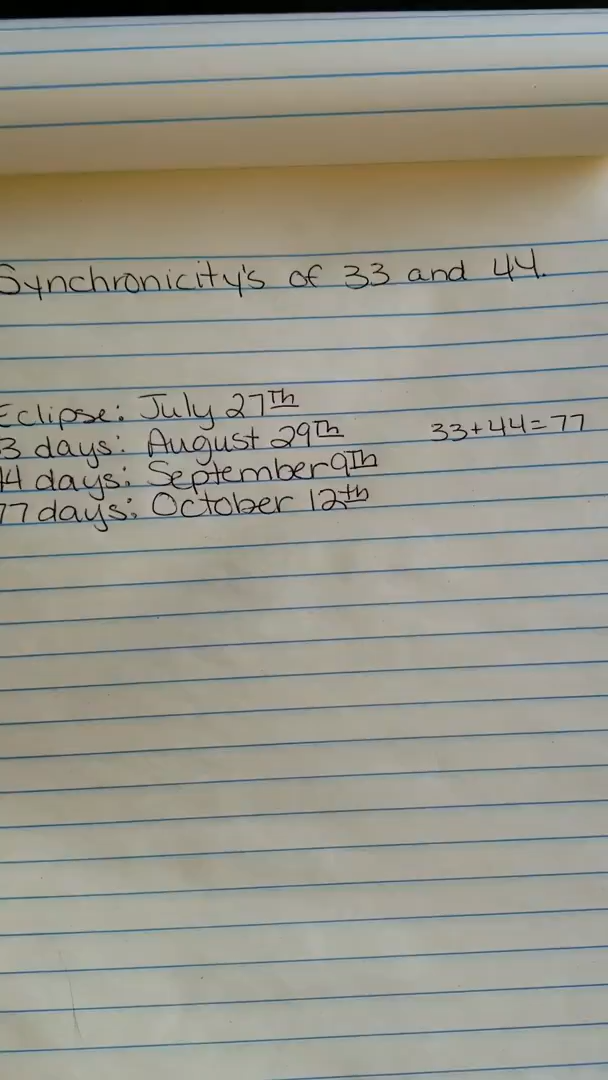 Synchronicity's of 33 and 44.
Eclipse: July 27Th
3 days: August 29Th
33+44=77
44 days: September 9Th
77 days: October 12th